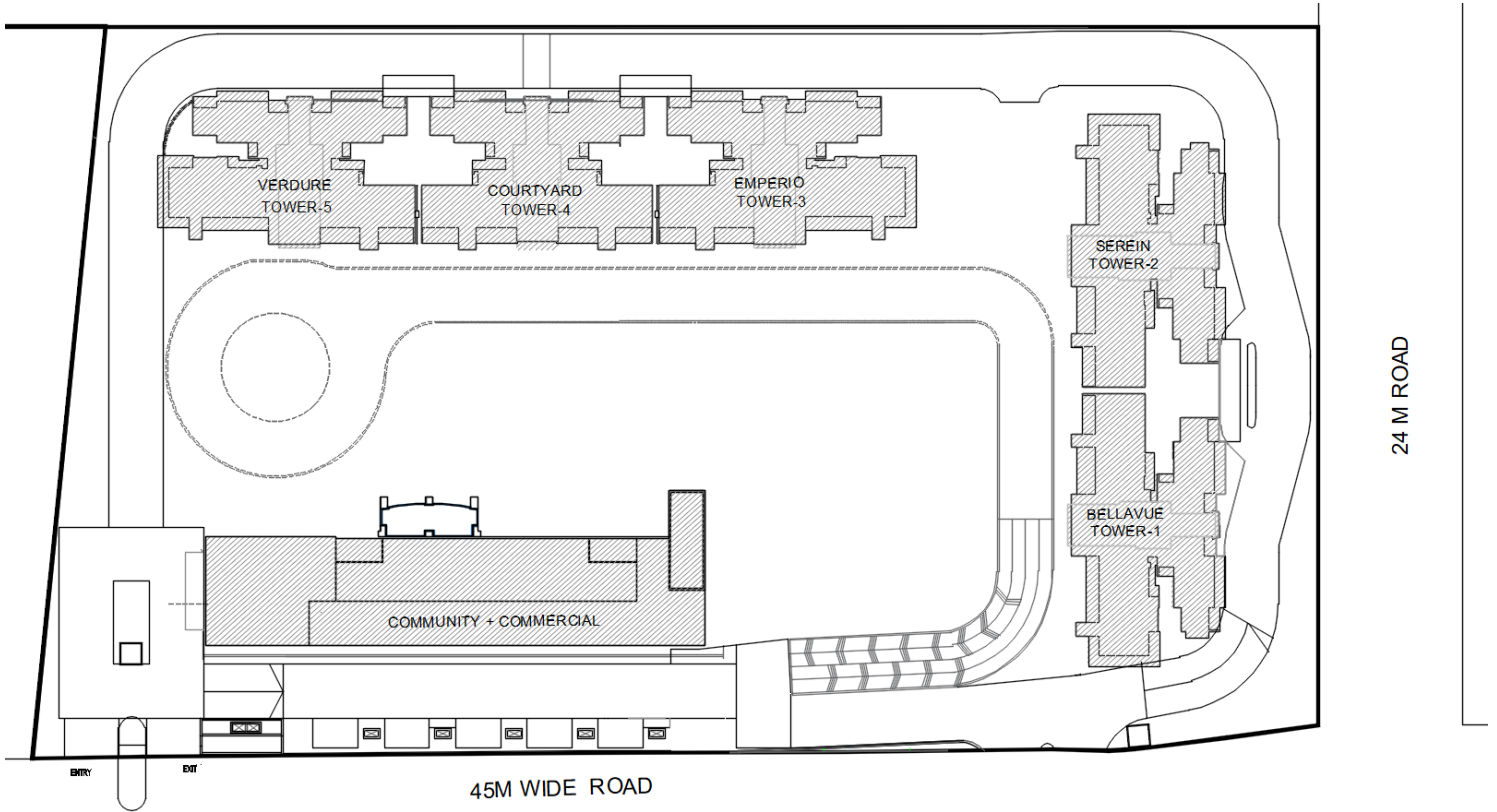 VERDURE
TOWER-5
COURTYARD
TOWER-4
EMPERIO
TOWER-3
SEREIN
TOWER-2
24 M ROAD
BELLAVUE
TOWER-1
COMMUNITY + COMMERCIAL
ENTRY
EXIT
45M WIDE ROAD